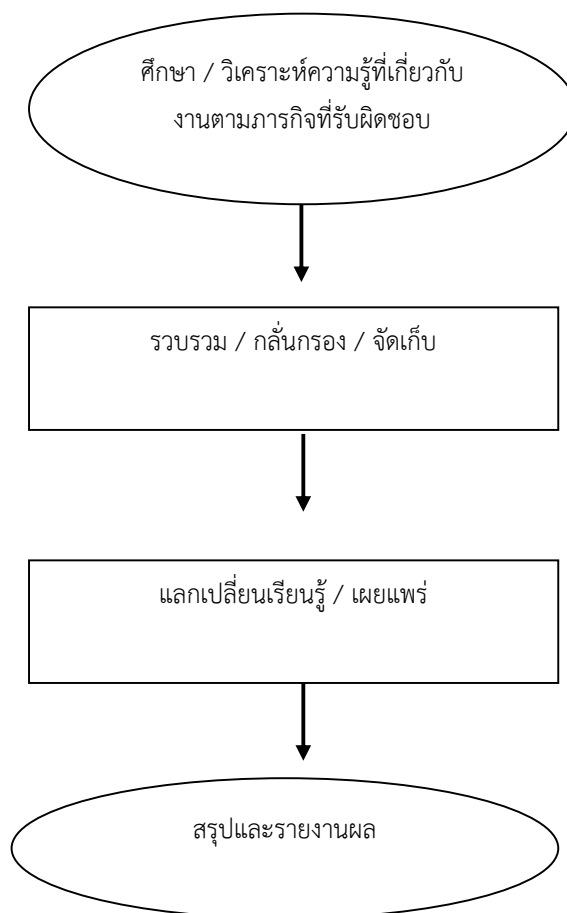 ศึกษา / วิเคราะห์ความรู้ที่เกี่ยวกับ
งานตามภารกิจที่รับผิดชอบ
รวบรวม / กลั่นกรอง / จัดเก็บ
แลกเปลี่ยนเรียนรู้ / เผยแพร่
สรุปและรายงานผล